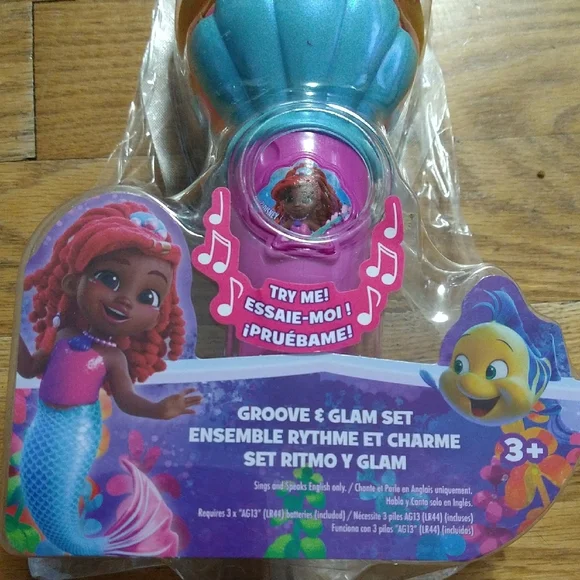 TRY ME!
ESSAIE-MOI !
¡PRUÉBAME!
GROOVE & GLAM SET
ENSEMBLE RYTHME ET CHARME
SET RITMO Y GLAM
3+
Sings and Speaks English only. / Chante et Parle en Anglais uniquement.
Habla y Canta solo en Inglés.
Requires 3 x "AG13" (LR44) batteries (included) / Nécessite 3 piles AG13 (LR44) (incluses)
Funciona con 3 pilas "AG13" (LR44) (incluidas)